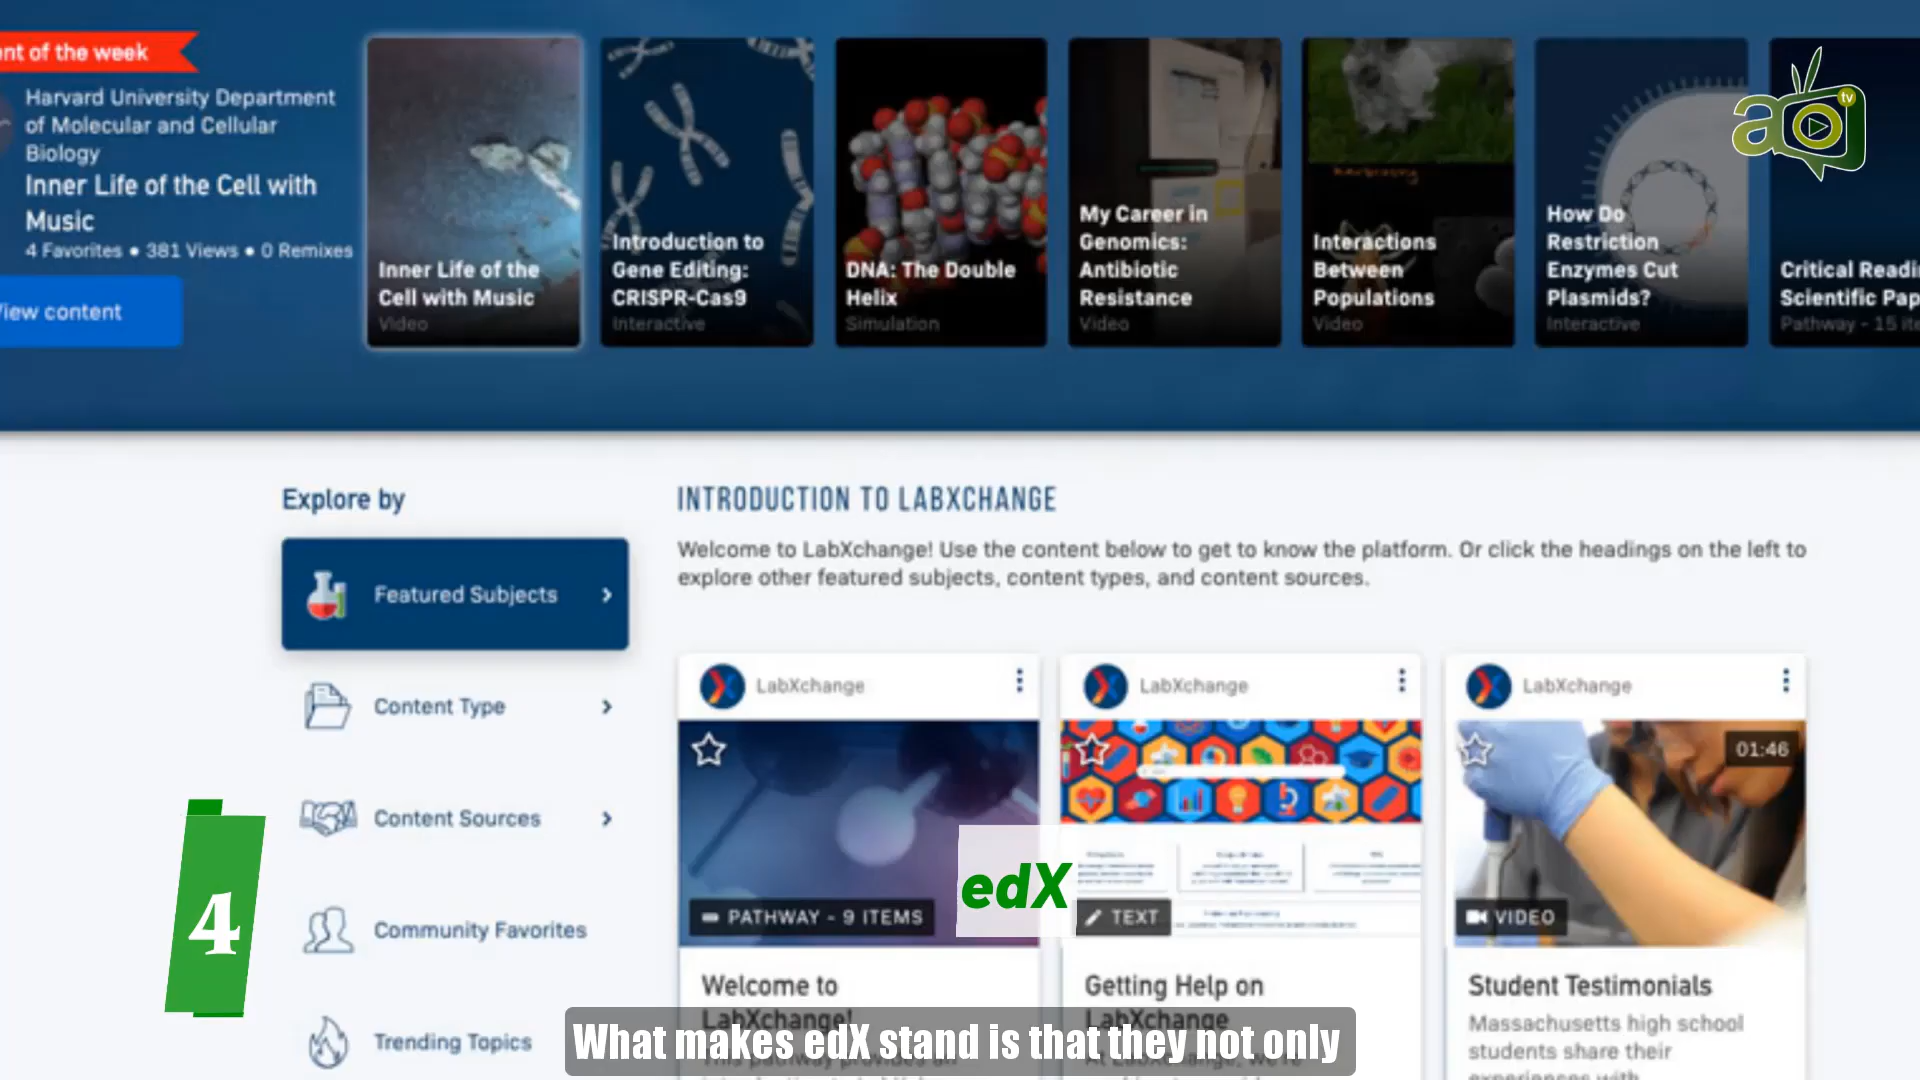 nt of the week
Harvard University Department
of Molecular and Cellular
Biology
Inner Life of the Cell with
Music
4 Favorites • 381 Views • 0 Remixes
View content
Inner Life of the
Cell with Music
Video
Introduction to
Gene Editing:
CRISPR-Cas9
Interactive
DNA: The Double
Helix
Simulation
My Career in
Genomics:
Antibiotic
Resistance
Video
Interactions
Between
Populations
Video
How Do
Restriction
Enzymes Cut
Plasmids?
Interactive
Critical Readi
Scientific Pap
Pathway - 15 ite
ao tv
Explore by
Featured Subjects
Content Type
Content Sources
Community Favorites
Trending Topics
INTRODUCTION TO LABXCHANGE
Welcome to LabXchange! Use the content below to get to know the platform. Or click the headings on the left to
explore other featured subjects, content types, and content sources.
LabXchange
PATHWAY - 9 ITEMS
Welcome to
LabXchange!
LabXchange
TEXT
Getting Help on
LabXchange
LabXchange
01:46
VIDEO
Student Testimonials
Massachusetts high school
students share their
experiences with
4
edX
What makes edX stand is that they not only